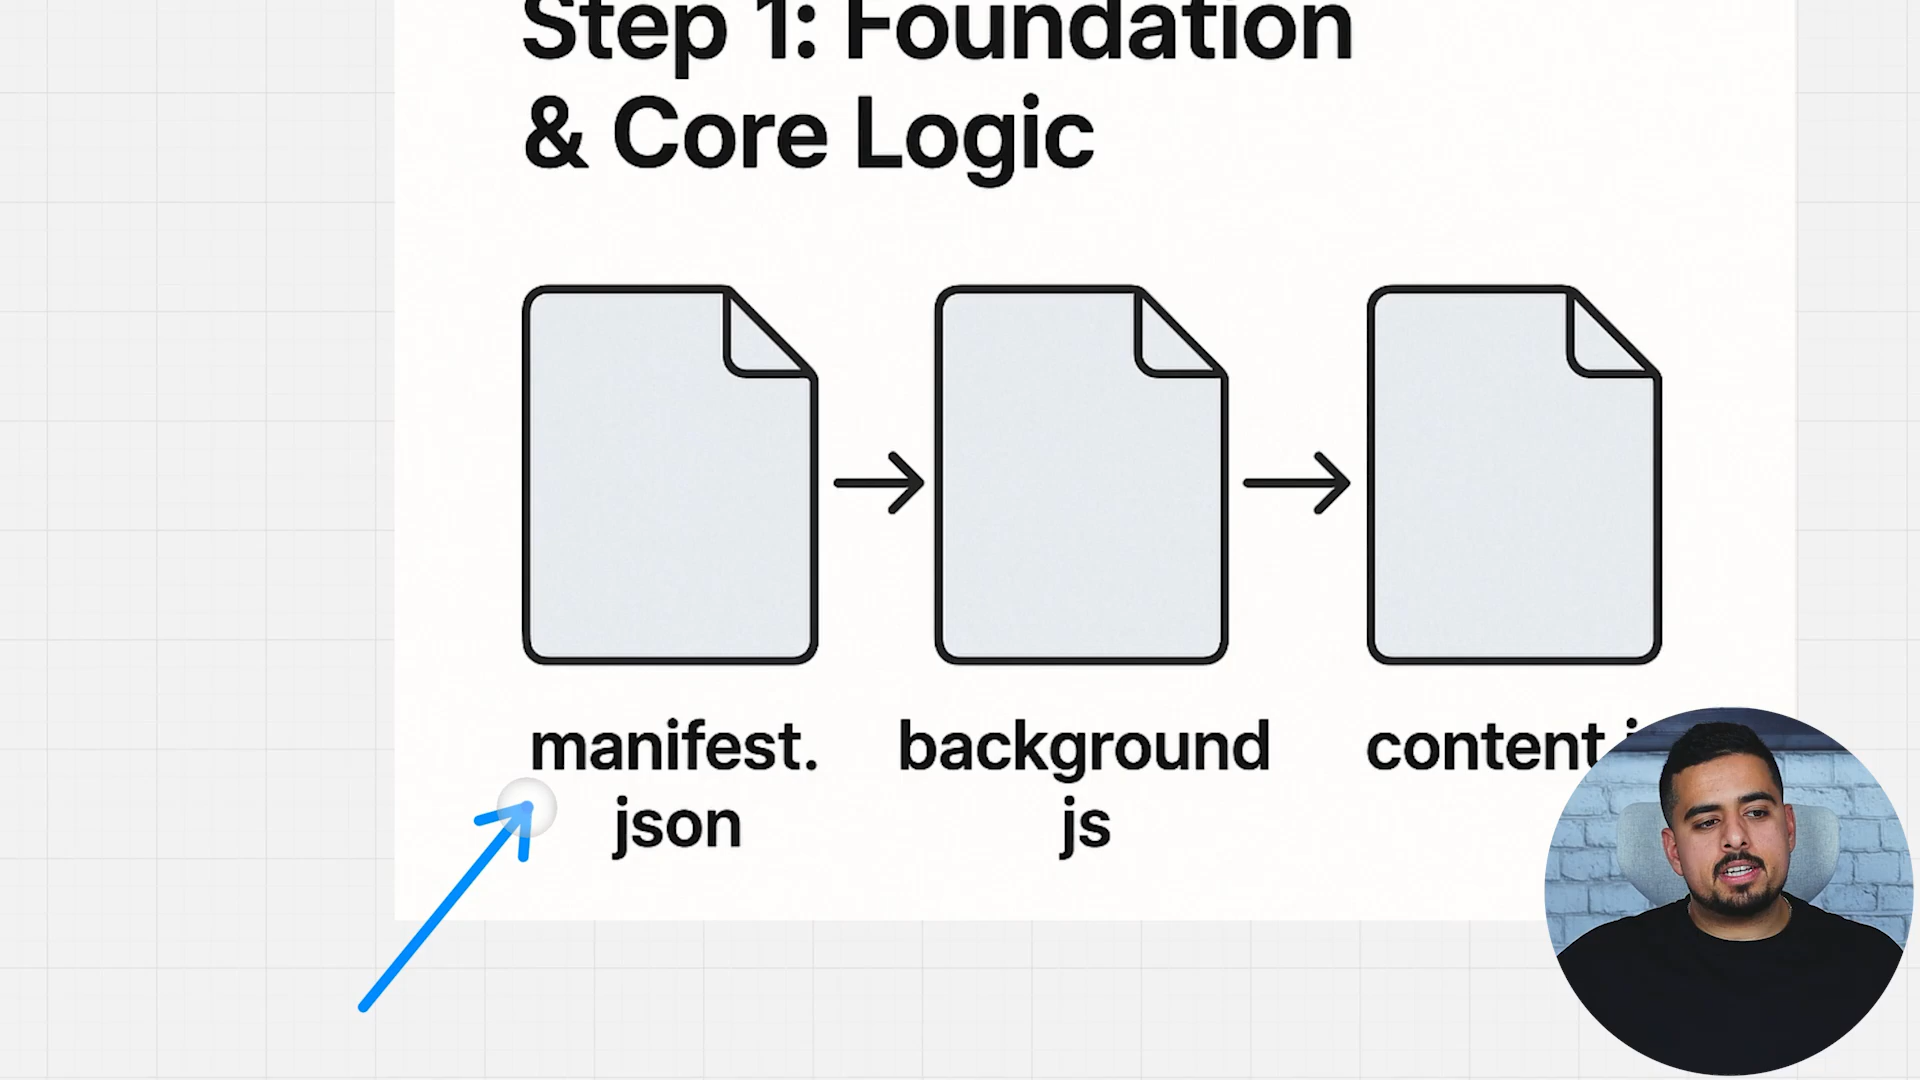 Step 1: Foundation
& Core Logic
manifest.
json
background
js
content